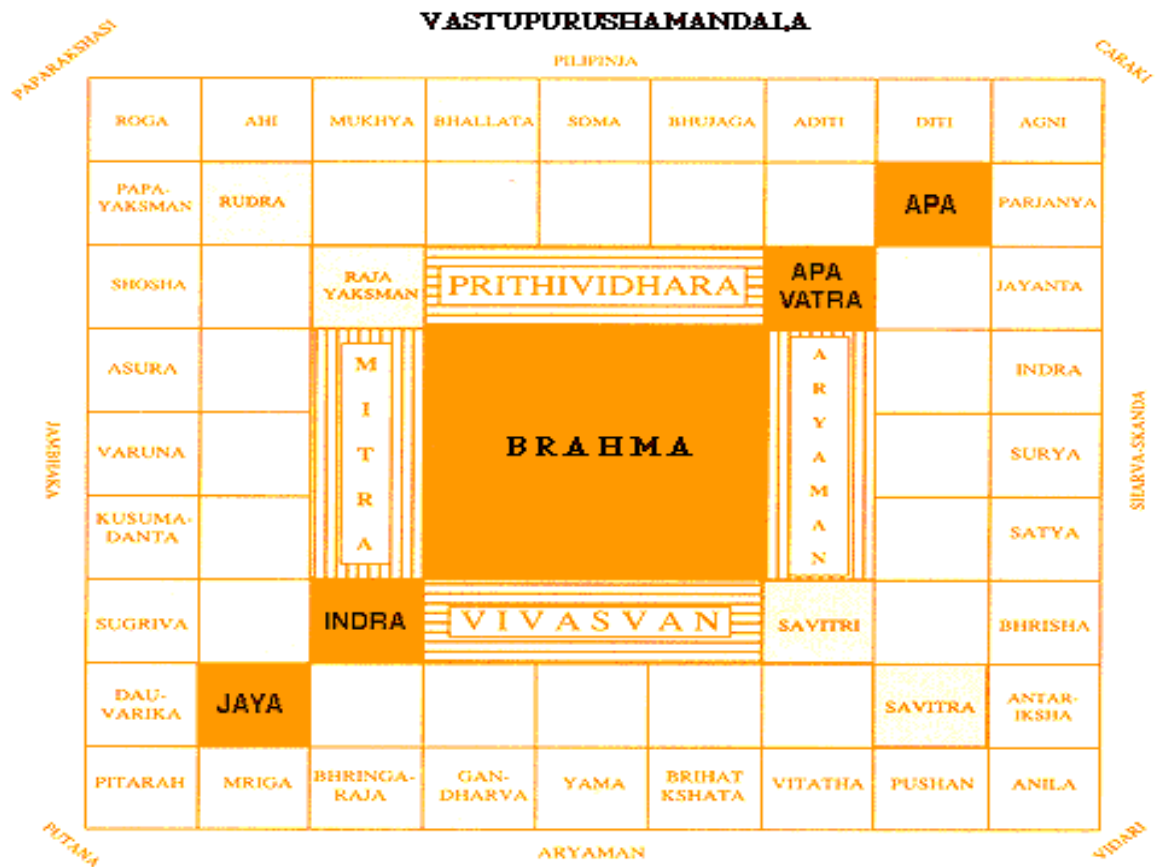 VASTUPURUSHAMANDALA
PAPARAKSHASI
PILIPINJA
CARAKI
ROGA AHI MUKHYA BHALLATA SOMA BHUJAGA ADITI DITI AGNI
PAPA-
YAKSMAN
RUDRA
APA
PARJANYA
SHOSHA
RAJA
YAKSMAN
PRITHIVIDHARA
APA
VATRA
JAYANTA
ASURA
MITRA
ARYAMAN
INDRA
JAMBHAKA
VARUNA
BRAHMA
SURYA
SHARVA-SKANDA
KUSUMA-
DANTA
SATYA
SUGRIVA
INDRA
VIVASVAN
SAVITRI
BHRISHA
DAU-
VARIKA
JAYA
SAVITRA
ANTAR-
IKSHA
PITARAH
MRIGA
BHRINGA-
RAJA
GAN-
DHARVA
YAMA
BRIHAT
KSHATA
VITATHA
PUSHAN
ANILA
PUTANA
ARYAMAN
VIDARI